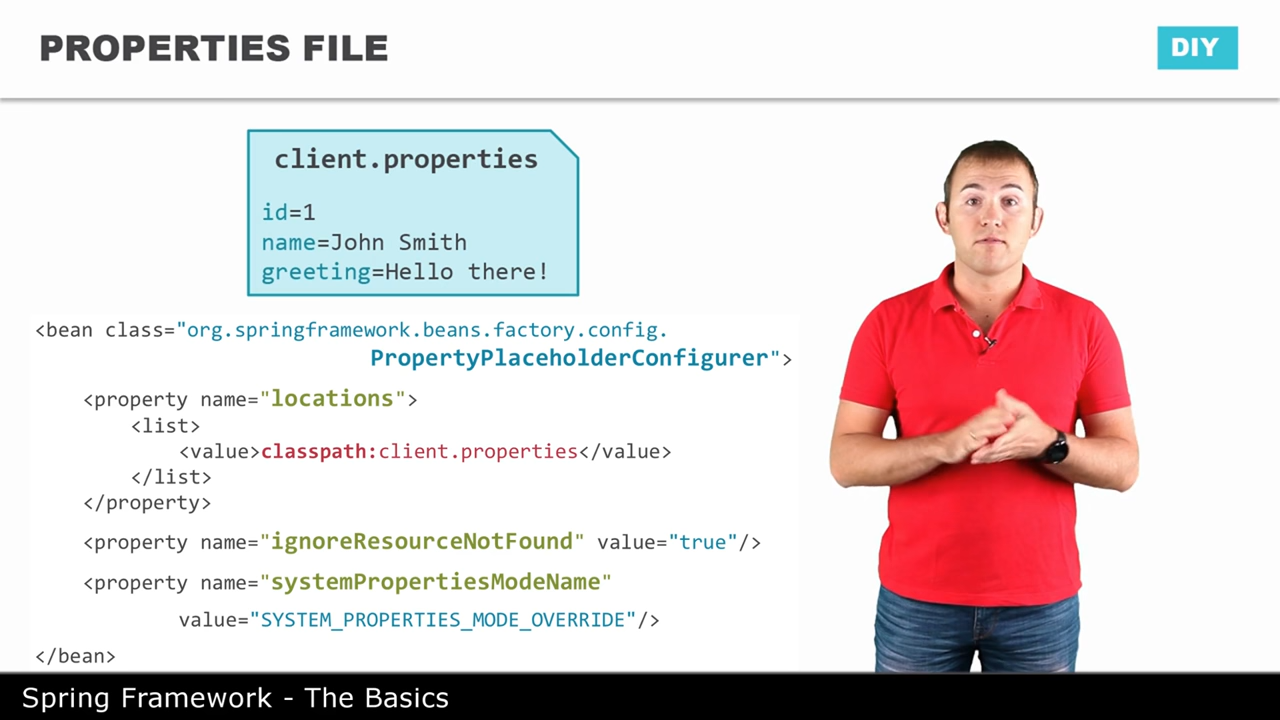 PROPERTIES FILE
DIY
client.properties
id=1
name=John Smith
greeting=Hello there!
<bean class="org.springframework.beans.factory.config.
PropertyPlaceholderConfigurer">
<property name="locations">
<list>
<value>classpath:client.properties</value>
</list>
</property>
<property name="ignoreResourceNotFound" value="true"/>
<property name="systemPropertiesModeName"
value="SYSTEM_PROPERTIES_MODE_OVERRIDE"/>
</bean>
Spring Framework - The Basics